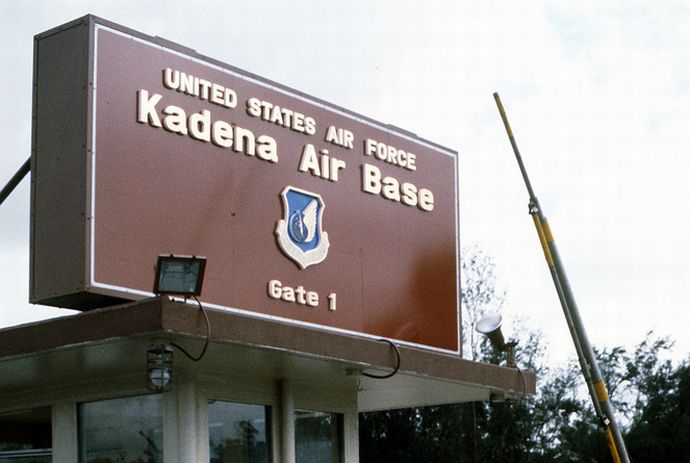 UNITED STATES AIR FORCE
Kadena Air Base
Gate 1